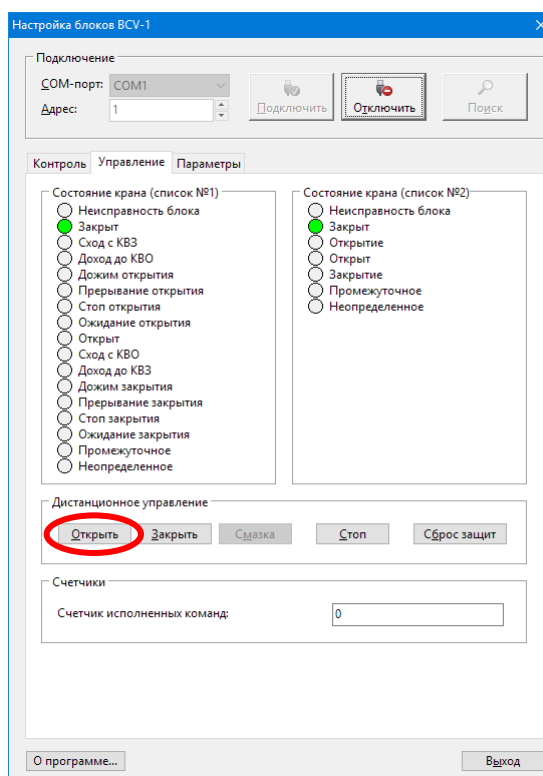 Настройка блоков BCV-1
Подключение
COM-порт: COM1
Адрес: 1
Подключить Отключить Поиск
Контроль Управление Параметры
Состояние крана (список №1)
Неисправность блока
Закрыт
Сход с КВЗ
Доход до КВО
Дожим открытия
Прерывание открытия
Стоп открытия
Ожидание открытия
Открыт
Сход с КВО
Доход до КВЗ
Дожим закрытия
Прерывание закрытия
Стоп закрытия
Ожидание закрытия
Промежуточное
Неопределенное
Состояние крана (список №2)
Неисправность блока
Закрыт
Открытие
Открыт
Закрытие
Промежуточное
Неопределенное
Дистанционное управление
Открыть Закрыть Смазка Стоп Сброс защит
Счетчики
Счетчик исполненных команд: 0
О программе... Выход